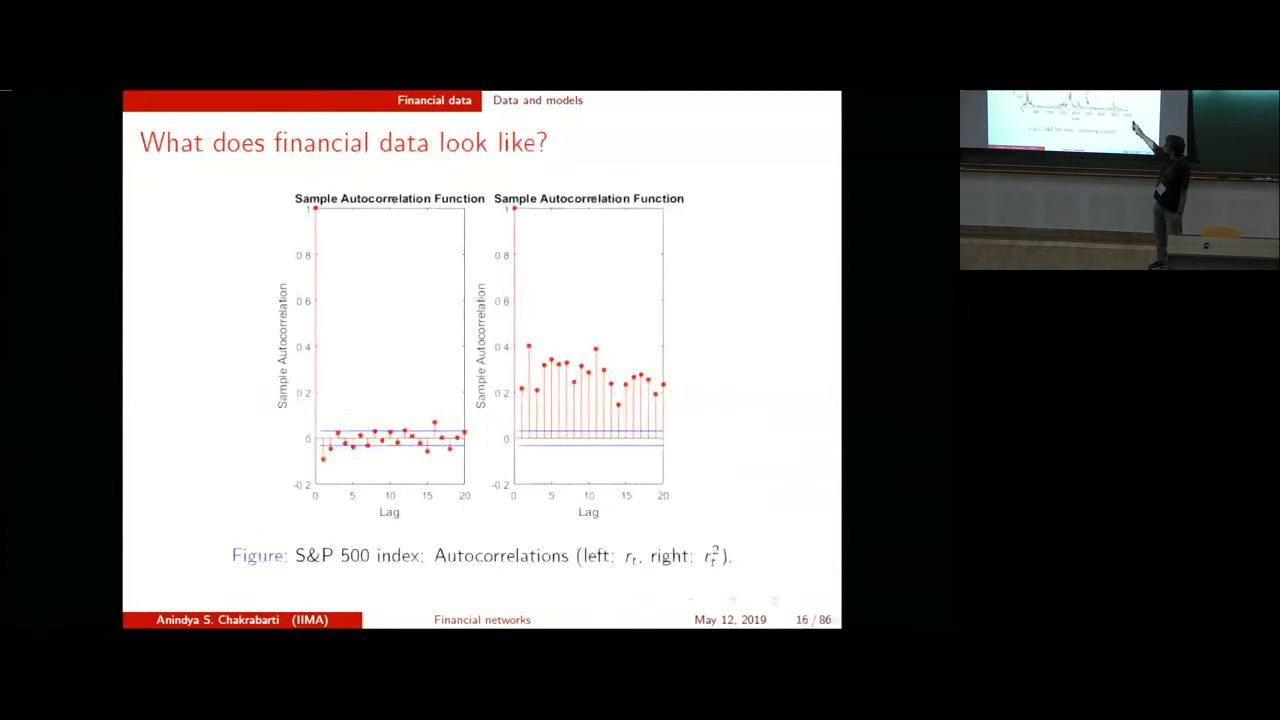 Financial data Data and models
What does financial data look like?
Sample Autocorrelation Function Sample Autocorrelation Function
1 1
0 8 0 8
0 6 0 6
0 4 0 4
0 2 0 2
0 0
-0 2 -0 2
Sample Autocorrelation Sample Autocorrelation
0 5 10 15 20 0 5 10 15 20
Lag Lag
Figure: S&P 500 index: Autocorrelations (left: r_t, right: r_t^2).
Anindya S. Chakrabarti (IIMA) Financial networks May 12, 2019 16 / 86